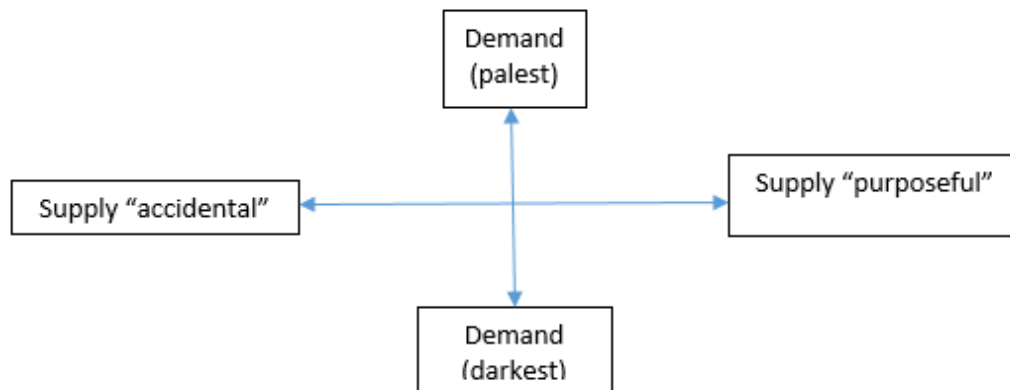 Demand
(palest)
Supply “accidental”
Supply “purposeful”
Demand
(darkest)